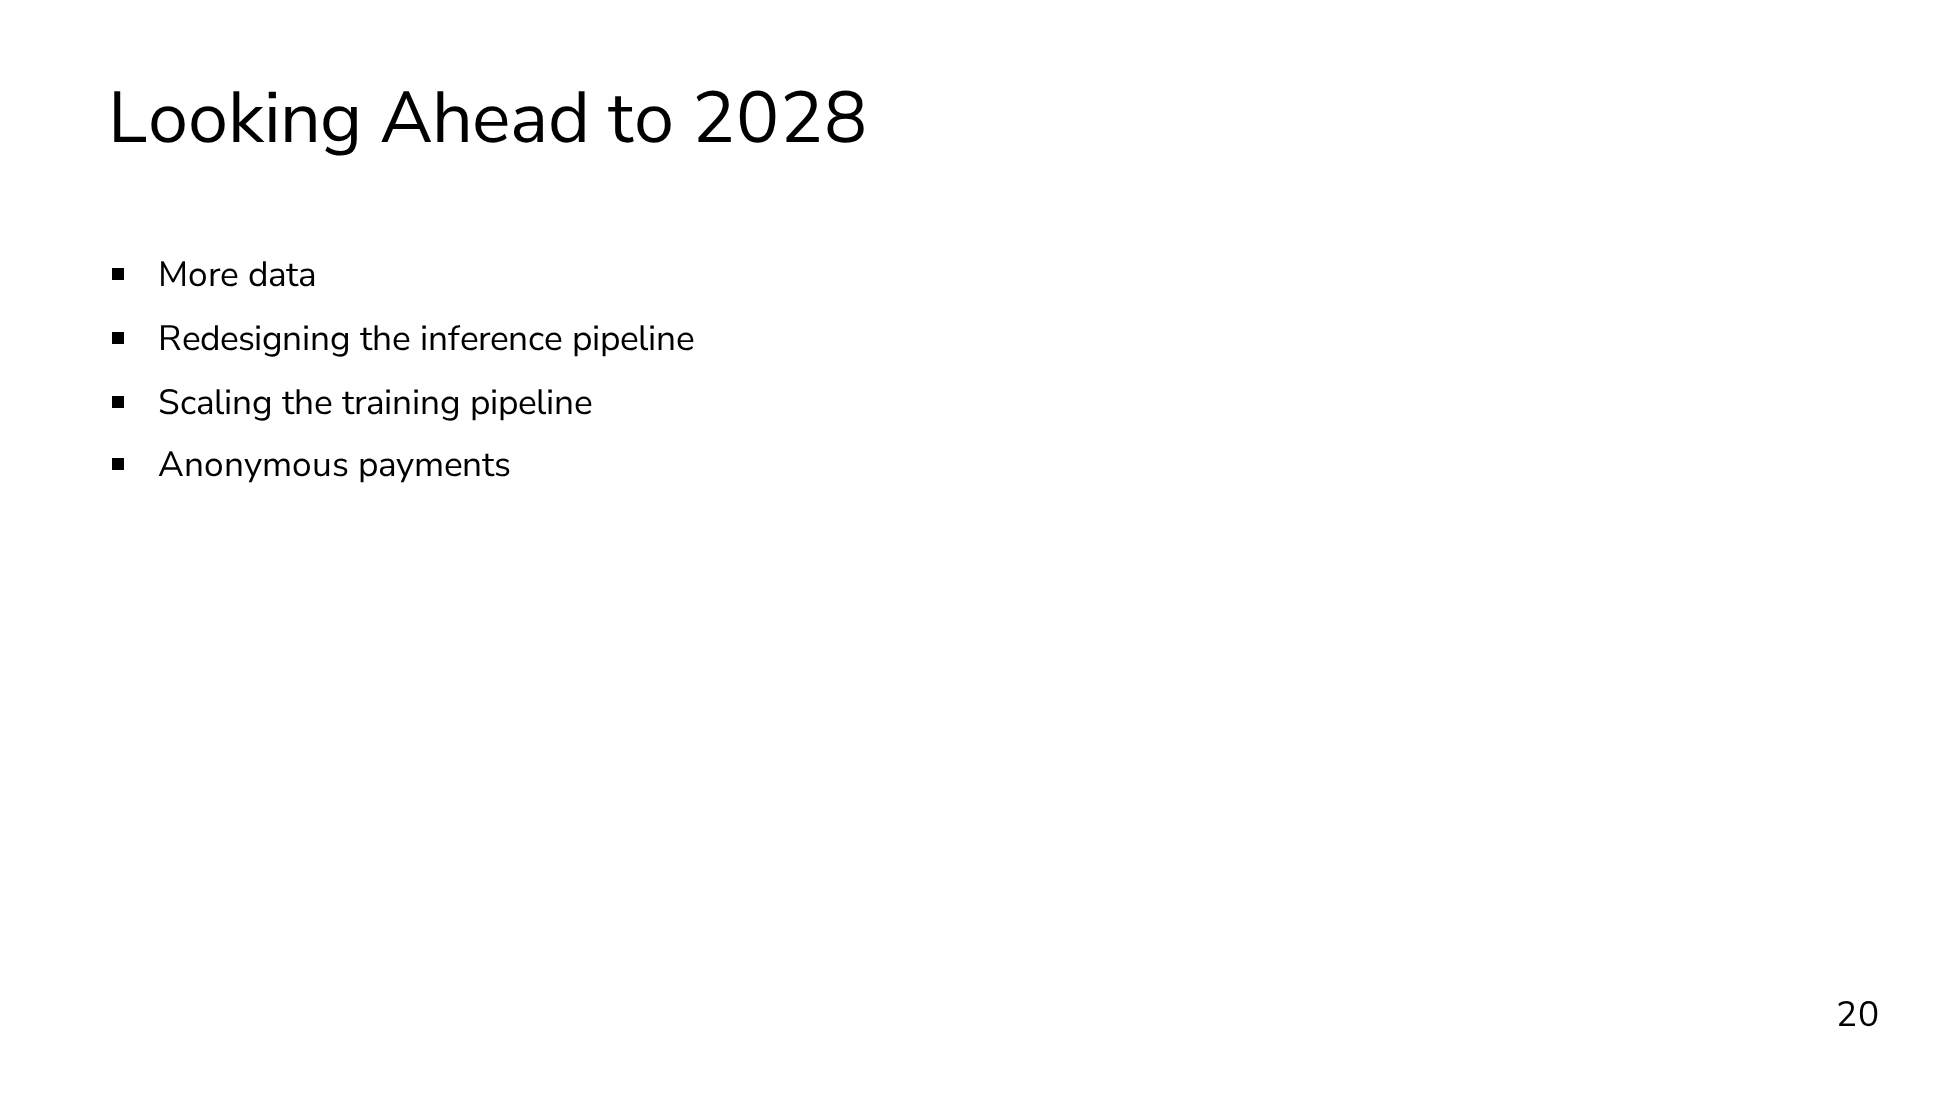 Looking Ahead to 2028
▪ More data
▪ Redesigning the inference pipeline
▪ Scaling the training pipeline
▪ Anonymous payments
20